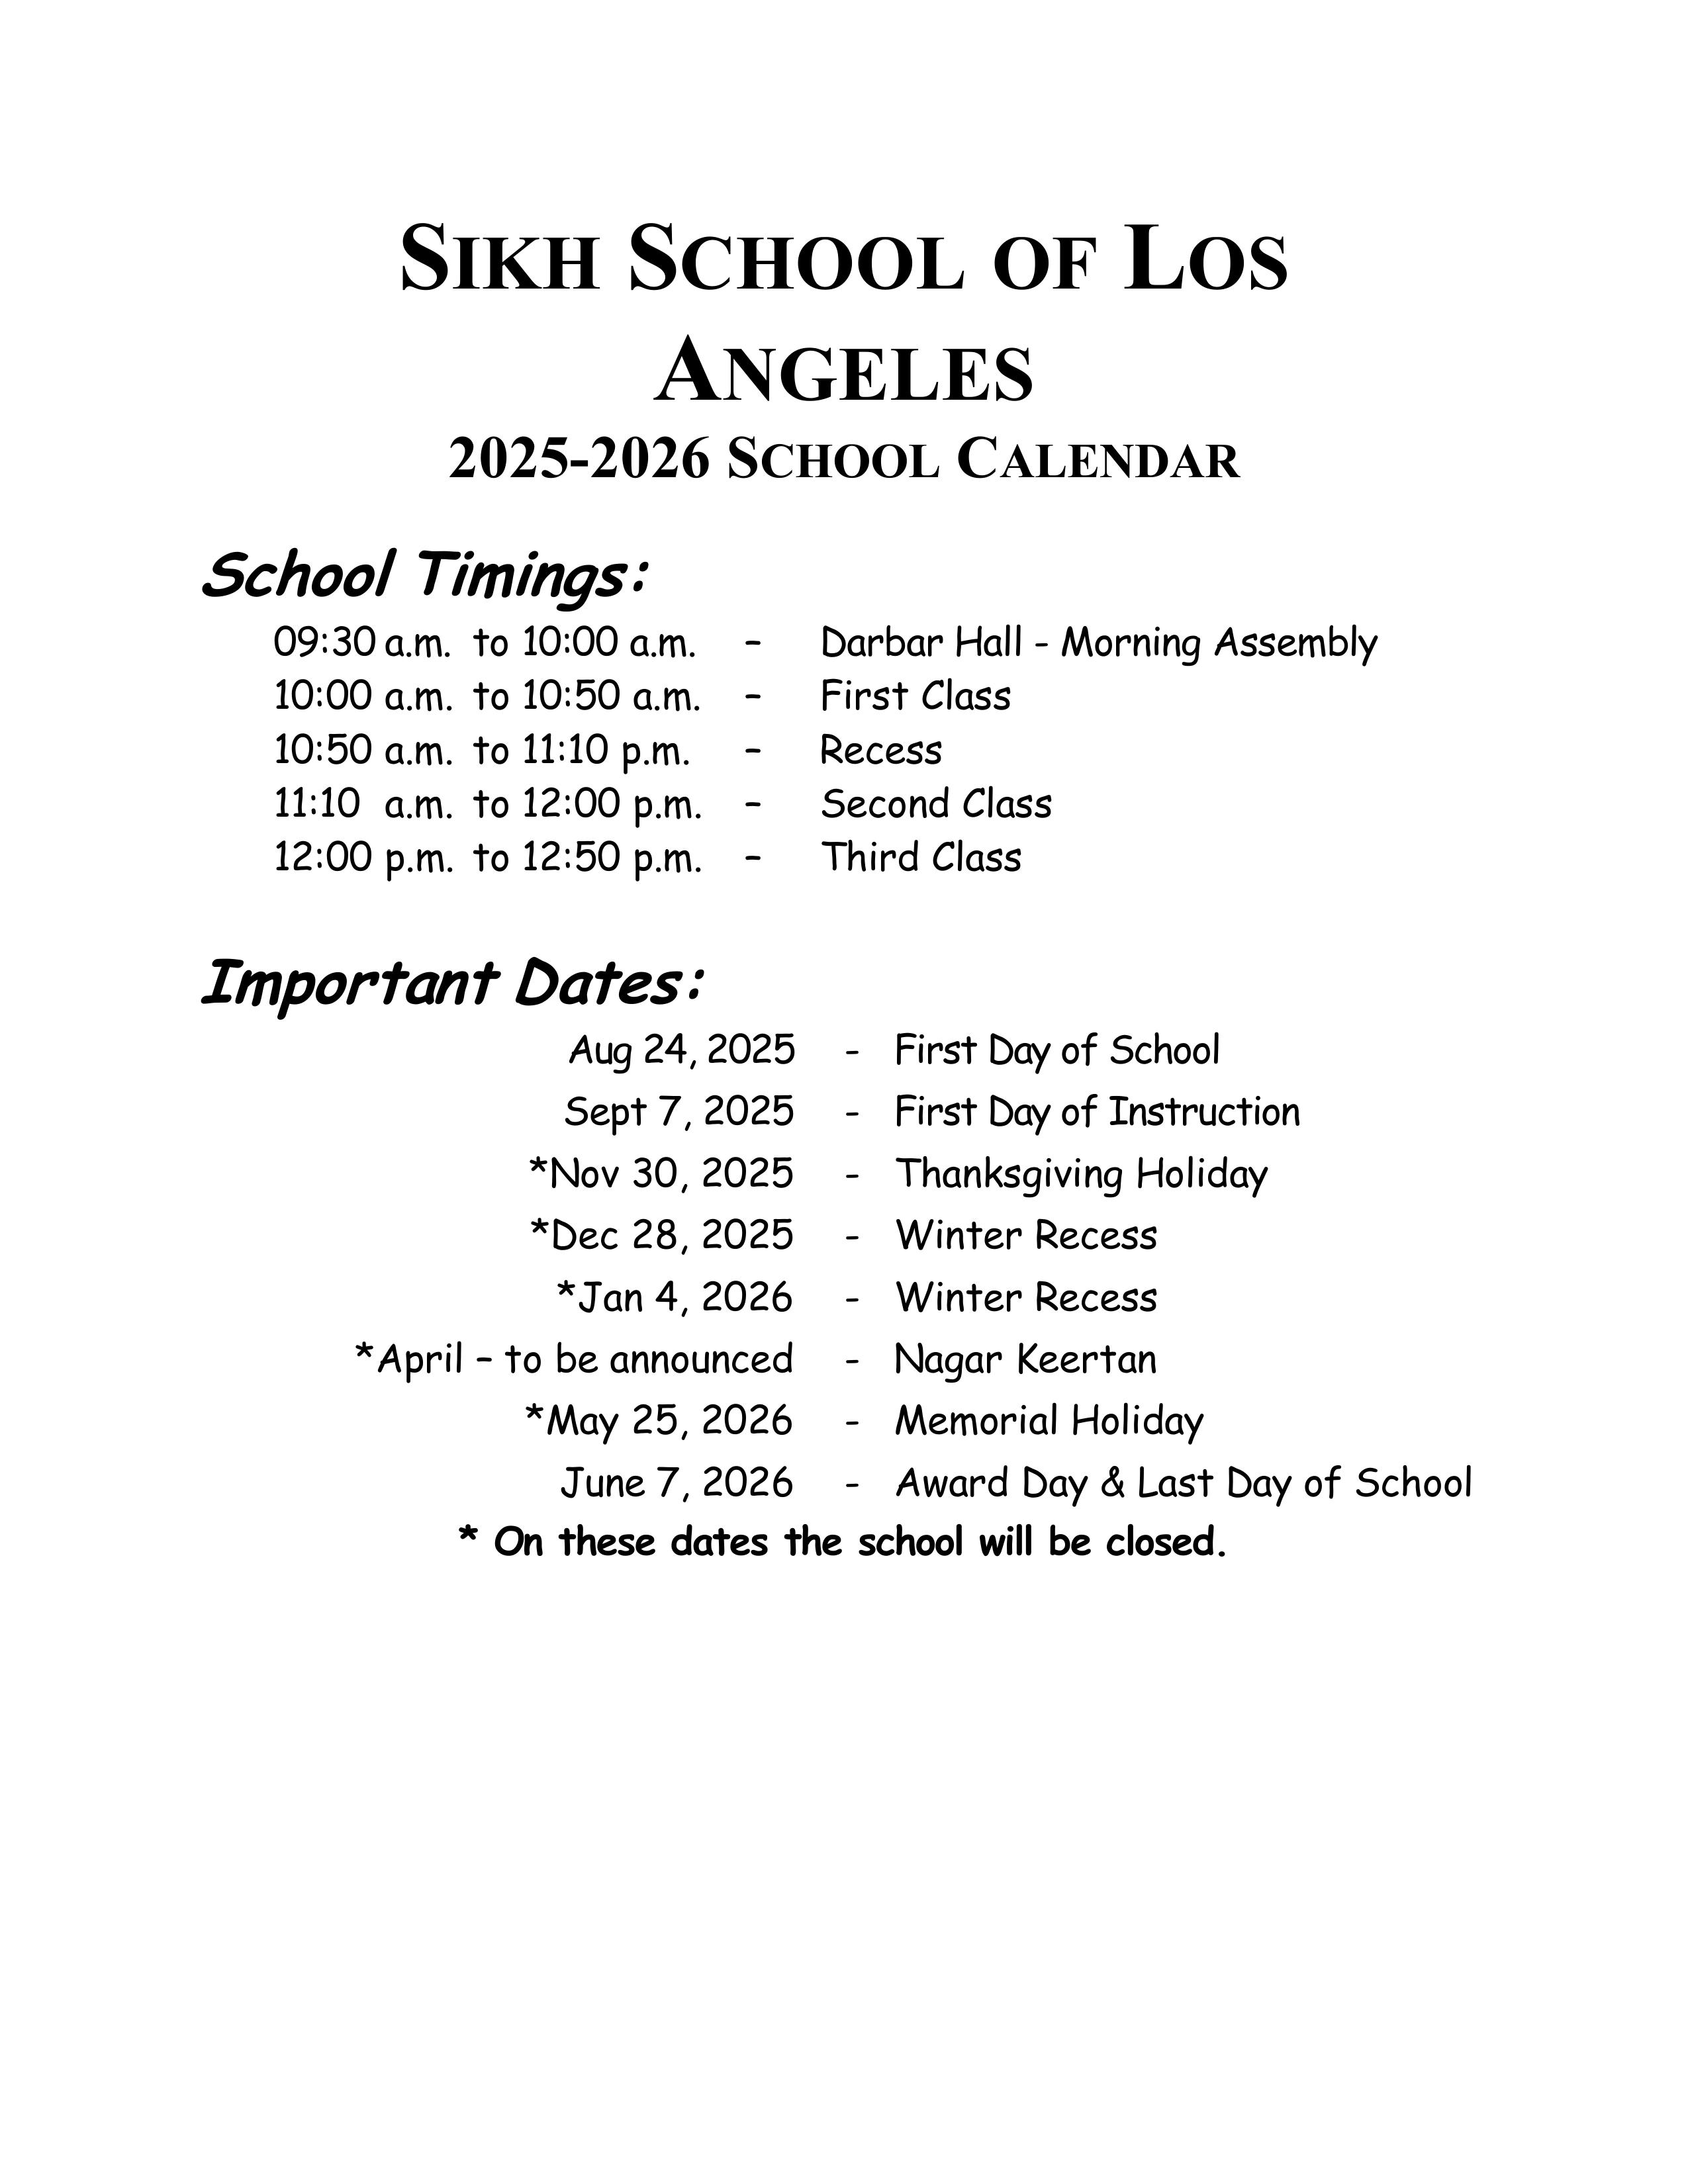 SIKH SCHOOL OF LOS
ANGELES
2025-2026 SCHOOL CALENDAR
School Timings:
09:30 a.m. to 10:00 a.m. - Darbar Hall - Morning Assembly
10:00 a.m. to 10:50 a.m. - First Class
10:50 a.m. to 11:10 p.m. - Recess
11:10 a.m. to 12:00 p.m. - Second Class
12:00 p.m. to 12:50 p.m. - Third Class
Important Dates:
Aug 24, 2025 - First Day of School
Sept 7, 2025 - First Day of Instruction
*Nov 30, 2025 - Thanksgiving Holiday
*Dec 28, 2025 - Winter Recess
*Jan 4, 2026 - Winter Recess
*April – to be announced - Nagar Keertan
*May 25, 2026 - Memorial Holiday
June 7, 2026 - Award Day & Last Day of School
* On these dates the school will be closed.